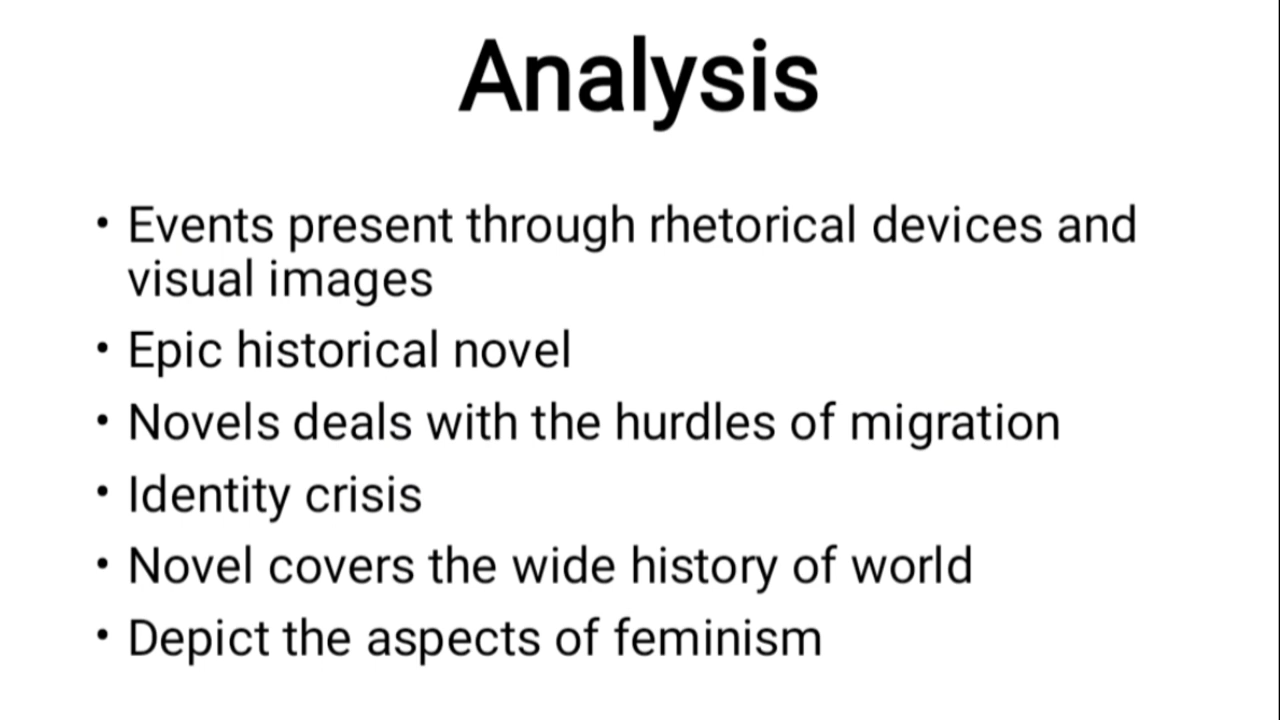 Analysis
• Events present through rhetorical devices and
visual images
• Epic historical novel
• Novels deals with the hurdles of migration
• Identity crisis
• Novel covers the wide history of world
• Depict the aspects of feminism